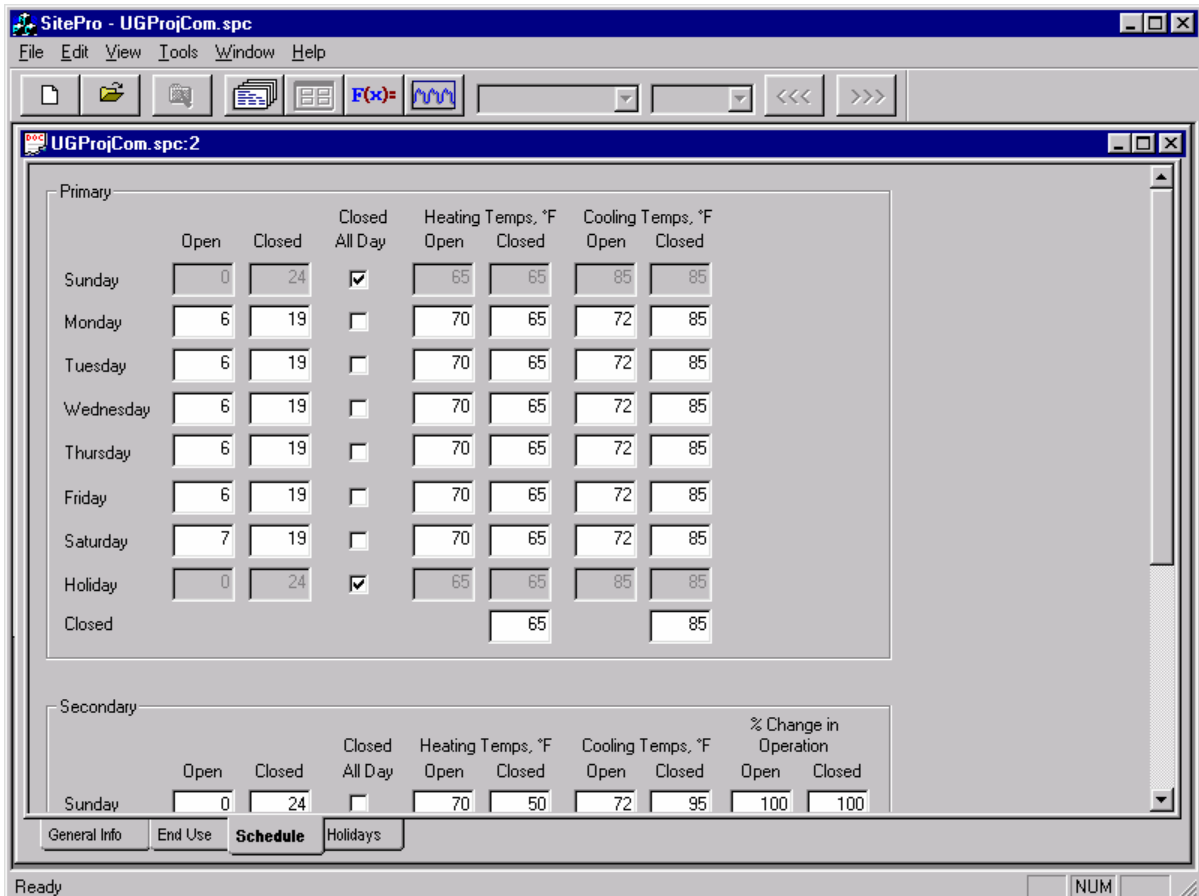 SitePro - UGProjCom.spc
File Edit View Tools Window Help
F(x)= <<< >>>
DOC UGProjCom.spc:2
Primary
Closed Heating Temps, °F Cooling Temps, °F
Open Closed All Day Open Closed Open Closed
Sunday 0 24 65 65 85 85
Monday 6 19 70 65 72 85
Tuesday 6 19 70 65 72 85
Wednesday 6 19 70 65 72 85
Thursday 6 19 70 65 72 85
Friday 6 19 70 65 72 85
Saturday 7 19 70 65 72 85
Holiday 0 24 65 65 85 85
Closed 65 85
Secondary
% Change in
Closed Heating Temps, °F Cooling Temps, °F Operation
Open Closed All Day Open Closed Open Closed Open Closed
Sunday 0 24 70 50 72 95 100 100
General Info End Use Schedule Holidays
Ready NUM